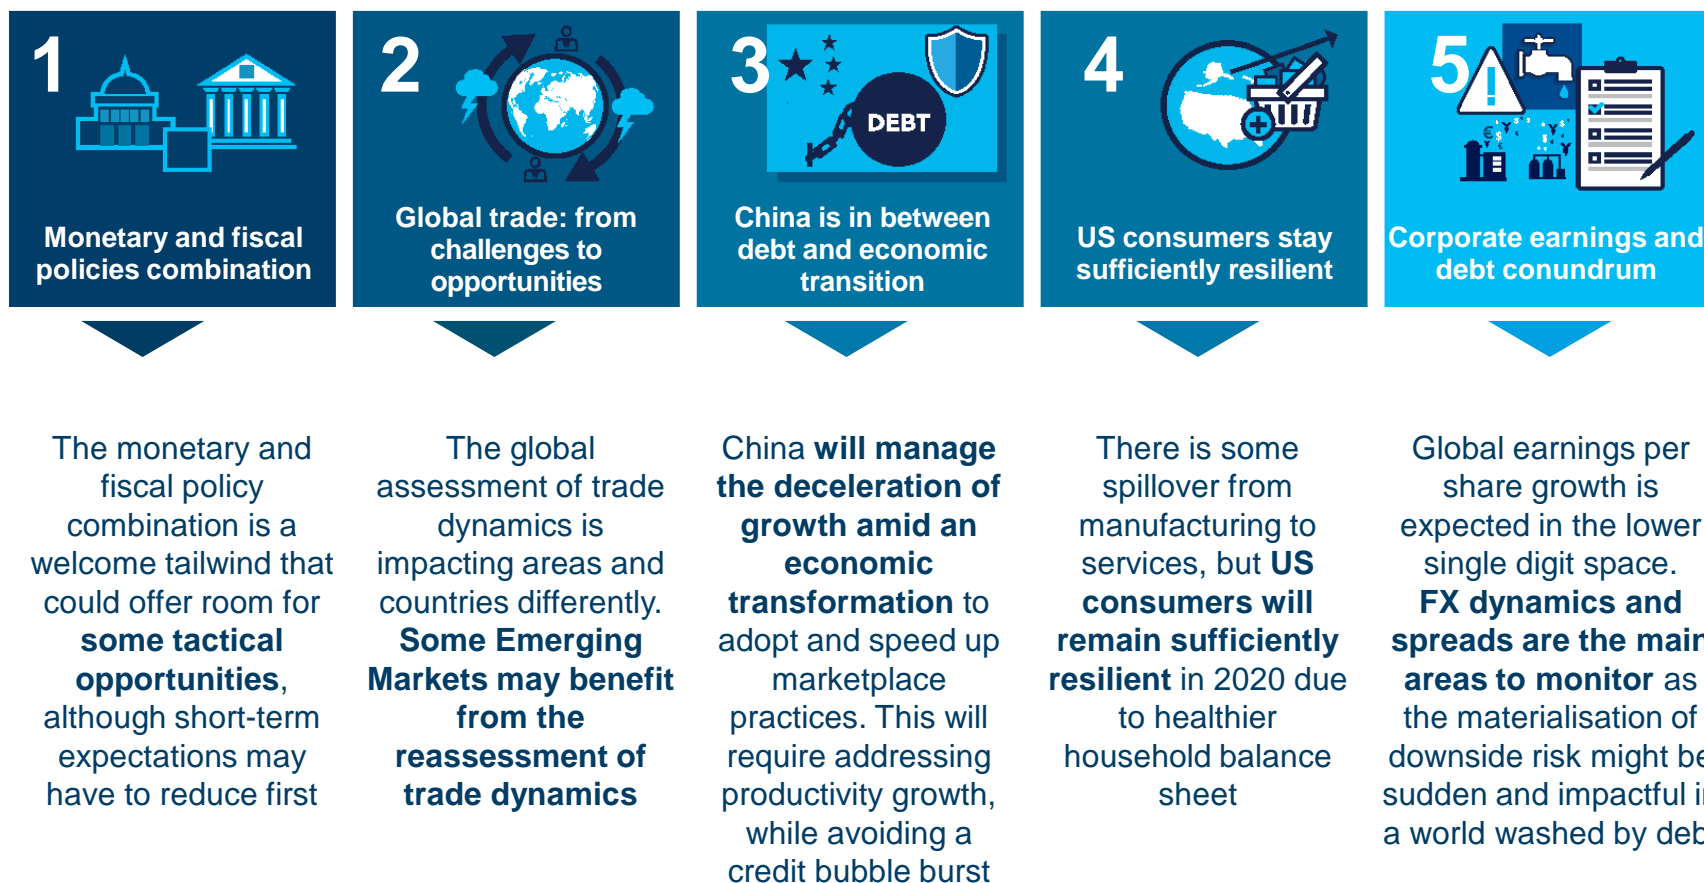 1
Monetary and fiscal
policies combination
2
Global trade: from
challenges to
opportunities
3
DEBT
China is in between
debt and economic
transition
4
US consumers stay
sufficiently resilient
5
Corporate earnings and
debt conundrum
The monetary and
fiscal policy
combination is a
welcome tailwind that
could offer room for
some tactical
opportunities,
although short-term
expectations may
have to reduce first
The global
assessment of trade
dynamics is
impacting areas and
countries differently.
Some Emerging
Markets may benefit
from the
reassessment of
trade dynamics
China will manage
the deceleration of
growth amid an
economic
transformation to
adopt and speed up
marketplace
practices. This will
require addressing
productivity growth,
while avoiding a
credit bubble burst
There is some
spillover from
manufacturing to
services, but US
consumers will
remain sufficiently
resilient in 2020 due
to healthier
household balance
sheet
Global earnings per
share growth is
expected in the lower
single digit space.
FX dynamics and
spreads are the main
areas to monitor as
the materialisation of
downside risk might be
sudden and impactful
a world washed by